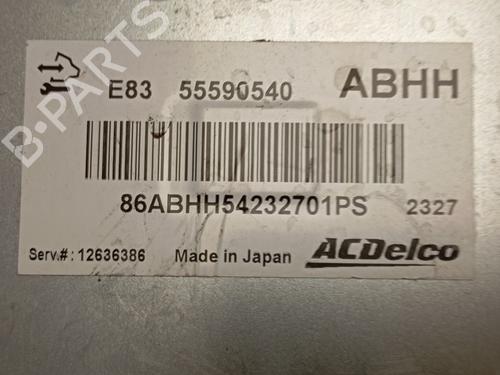 B-PARTS
E83 55590540 ABHH
86ABHH54232701PS 2327
Serv.#: 12636386 Made in Japan ACDelco